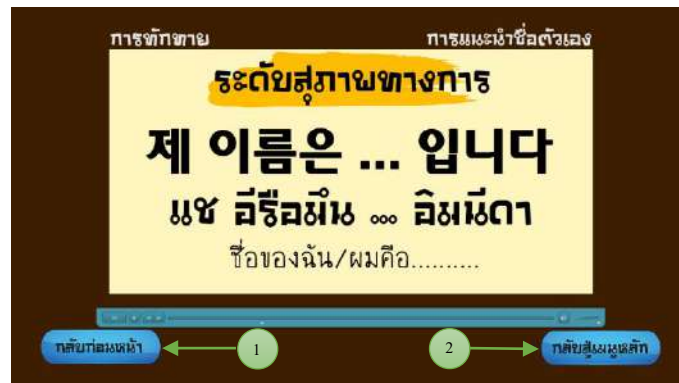 การทักทาย
การแนะนำชื่อตัวเอง
ระดับสุภาพทางการ
제 이름은 ... 입니다
แช อีรือมึน ... อิมนีดา
ชื่อของฉัน/ผมคือ..........
กลับก่อนหน้า
1
2
กลับสู่เมนูหลัก